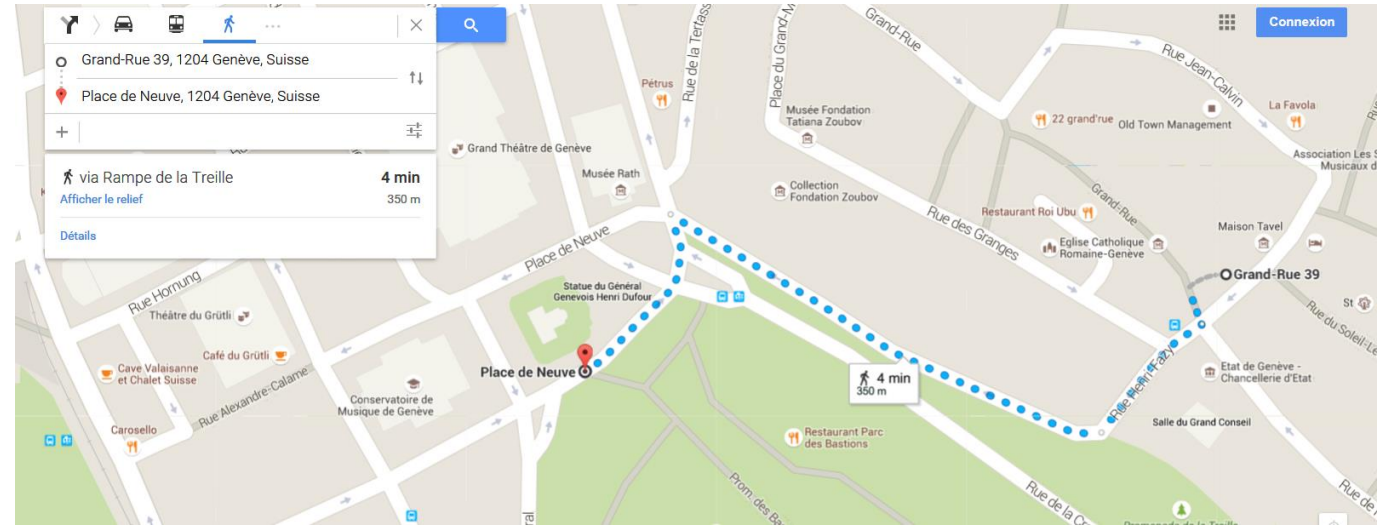 Grand-Rue 39, 1204 Genève, Suisse
Place de Neuve, 1204 Genève, Suisse
via Rampe de la Treille
4 min
Afficher le relief
350 m
Détails
Connexion
Grand-Rue
Rue de la Tertasse
Place du Grand-M
Rue Jean-Calvin
Pétrus
Musée Fondation
Tatiana Zoubov
22 grand'rue
Old Town Management
La Favola
Grand Théâtre de Genève
Association Les
Musicaux d
Musée Rath
Collection
Fondation Zoubov
Grand-Rue
Restaurant Roi Ubu
Rue des Granges
Maison Tavel
Eglise Catholique
Romaine-Genève
Place de Neuve
Grand-Rue 39
Rue Hornung
Statue du Général
Genevois Henri Dufour
St
Rue du Soleil-Le
Théâtre du Grütli
Café du Grütli
Cave Valaisanne
et Chalet Suisse
Place de Neuve
4 min
350 m
Rue Henri-Fazy
Etat de Genève -
Chancellerie d'Etat
Rue Alexandre-Calame
Conservatoire de
Musique de Genève
Salle du Grand Conseil
Carosello
Restaurant Parc
des Bastions
Prom. des Ba
Rue de la Cr
Rue de
Promenade de la Treille